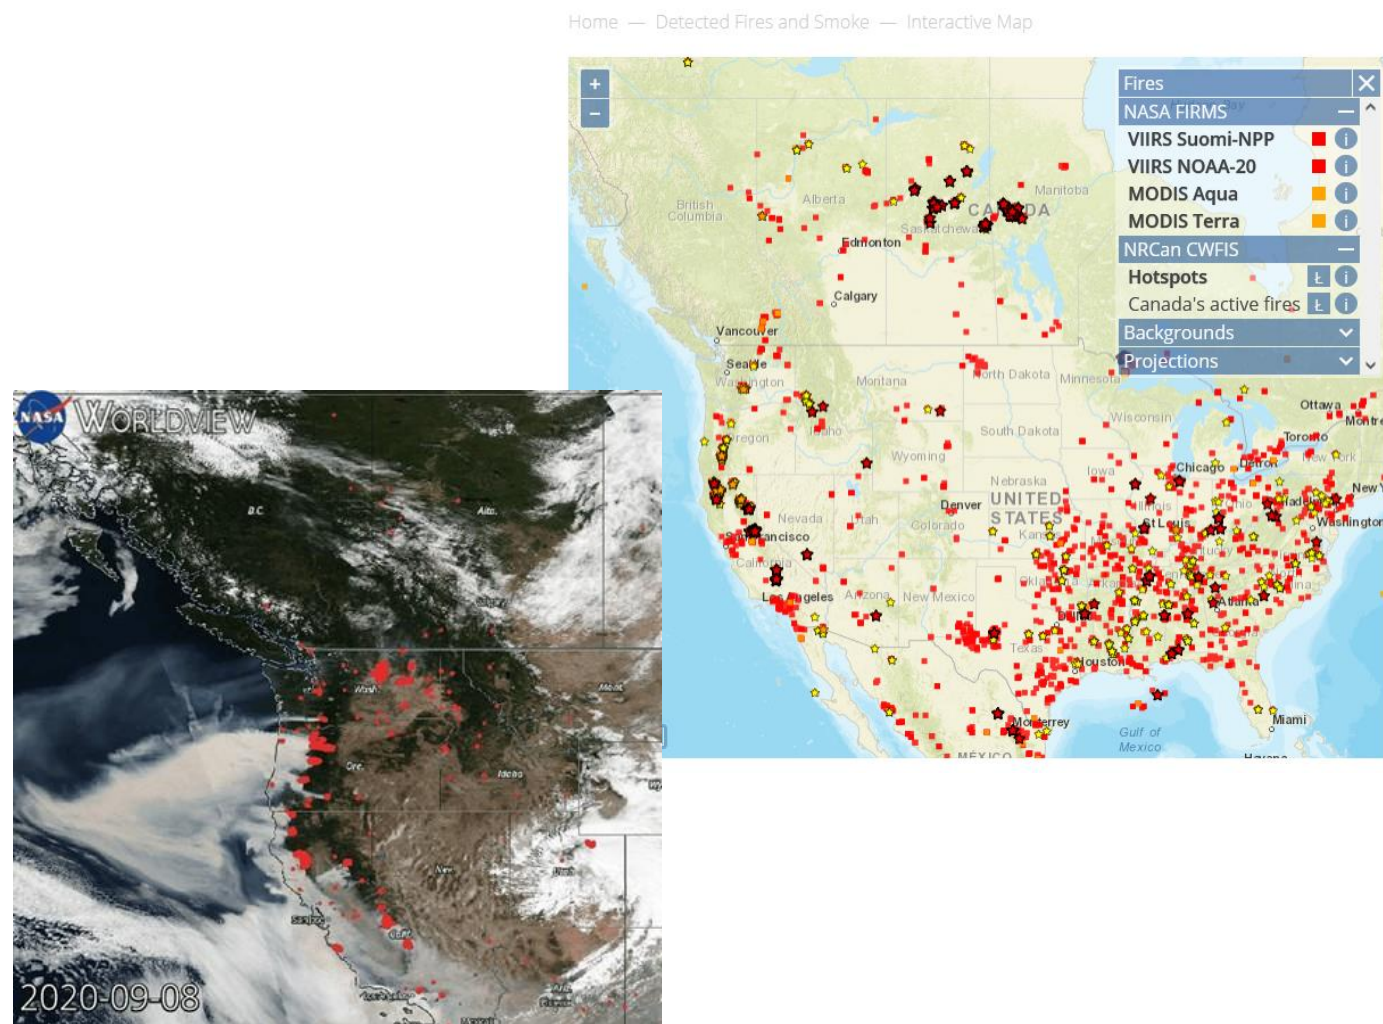 Home — Detected Fires and Smoke — Interactive Map
+
−
Fires
NASA FIRMS
VIIRS Suomi-NPP
VIIRS NOAA-20
MODIS Aqua
MODIS Terra
NRCan CWFIS
Hotspots
Canada's active fires
Backgrounds
Projections
British
Columbia
Alberta
Manitoba
CANADA
Edmonton
Calgary
Vancouver
Seattle
Washington
Montana
North Dakota
Minnesota
Wisconsin
Ottawa
Toronto
Detroit
New York
Oregon
Idaho
South Dakota
Wyoming
Iowa
Chicago
Nebraska
UNITED
STATES
Denver
Nevada
Utah
Colorado
St Louis
Washington
California
Los Angeles
Arizona
New Mexico
Atlanta
Texas
Houston
Monterrey
Miami
Gulf of
Mexico
MÉXICO
NASA WORLDVIEW
B.C.
Alta.
Wash.
Mont.
Ore.
Idaho
Nev.
Utah
Calif.
2020-09-08